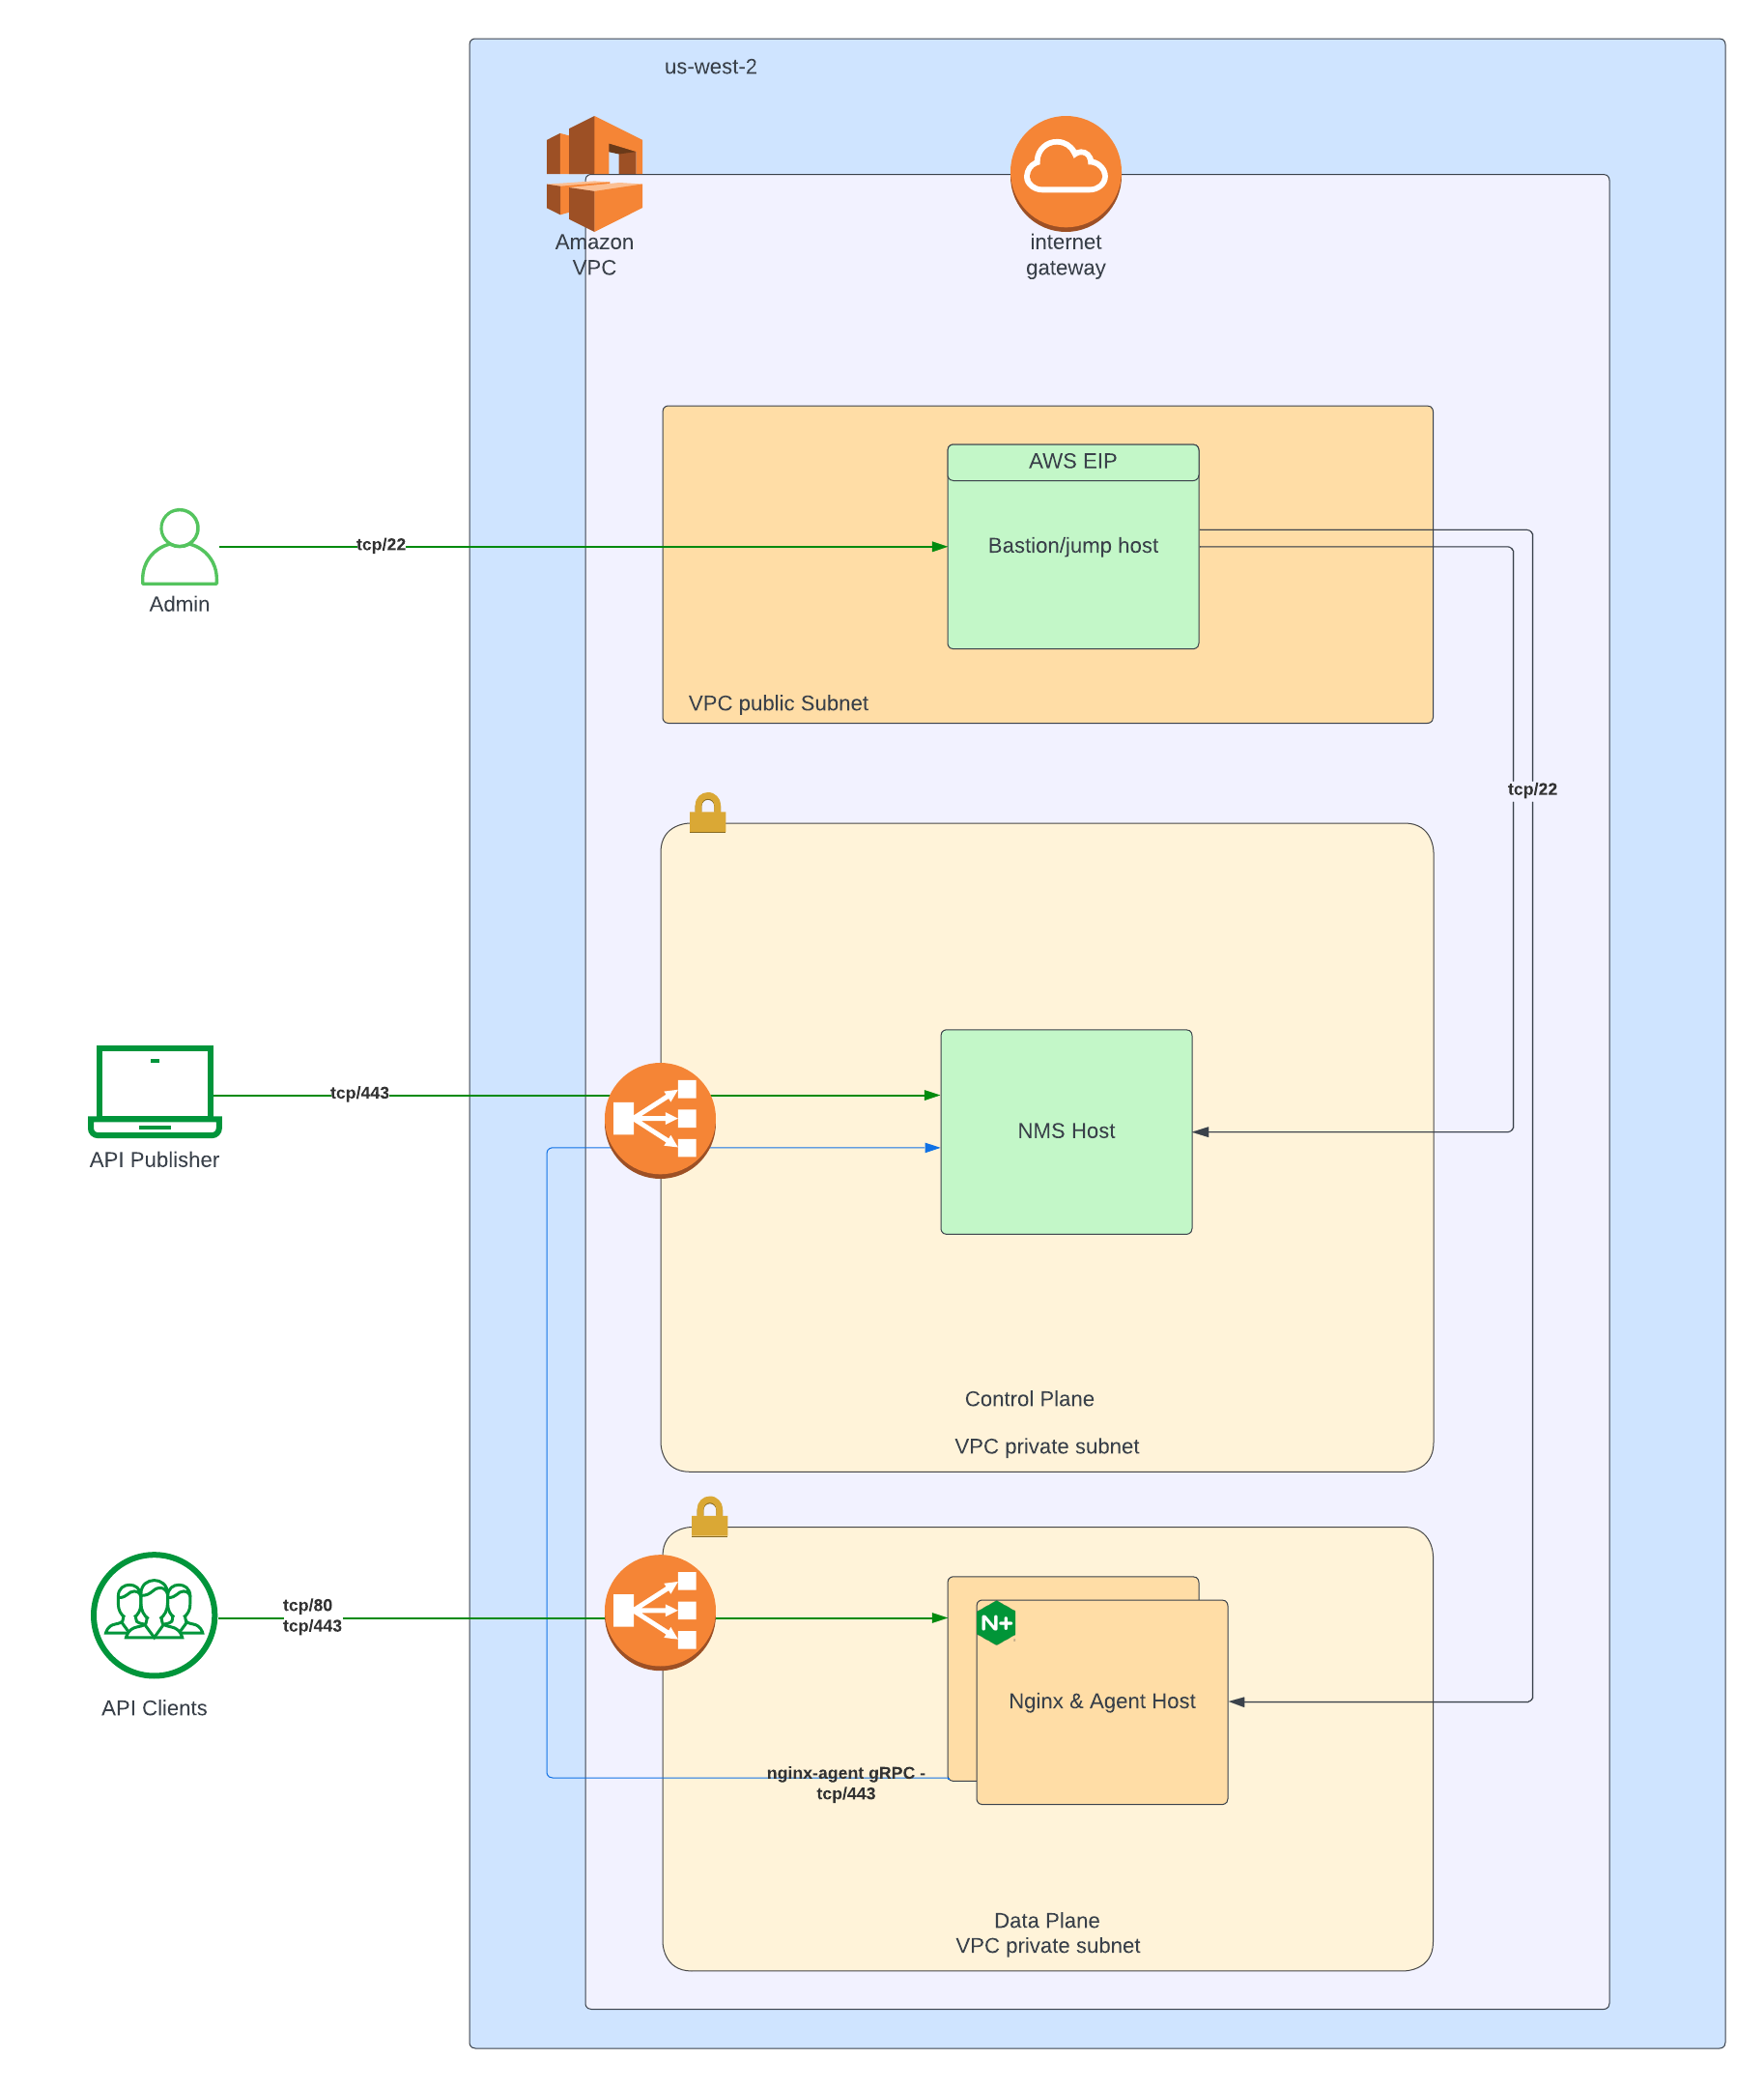 us-west-2
Amazon
VPC
internet
gateway
AWS EIP
Bastion/jump host
tcp/22
Admin
VPC public Subnet
tcp/22
tcp/443
API Publisher
NMS Host
Control Plane
VPC private subnet
tcp/80
tcp/443
API Clients
N+
Nginx & Agent Host
nginx-agent gRPC -
tcp/443
Data Plane
VPC private subnet